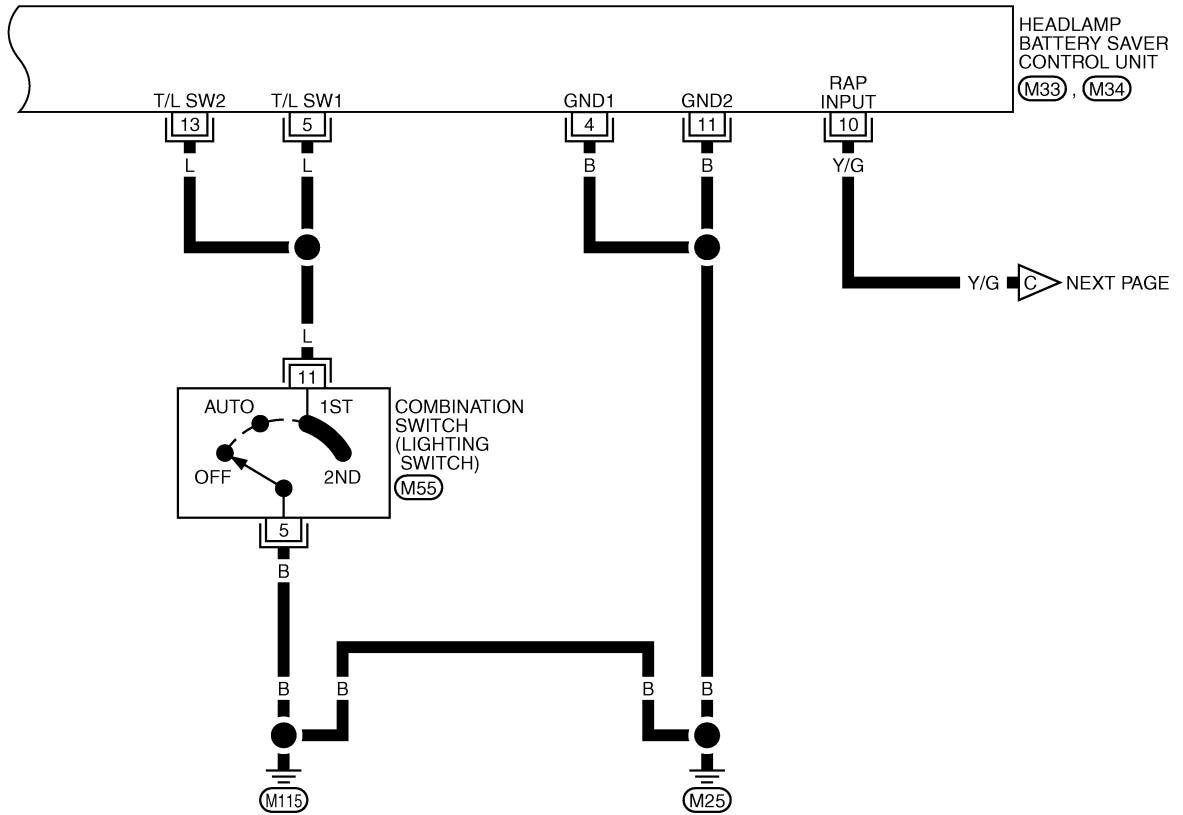 HEADLAMP
BATTERY SAVER
CONTROL UNIT
M33 , M34
T/L SW2
T/L SW1
GND1
GND2
RAP
INPUT
13
5
4
11
10
L
L
B
B
Y/G
Y/G
C
NEXT PAGE
L
11
AUTO
1ST
OFF
2ND
COMBINATION
SWITCH
(LIGHTING
SWITCH)
M55
5
B
B
B
B
B
M115
M25